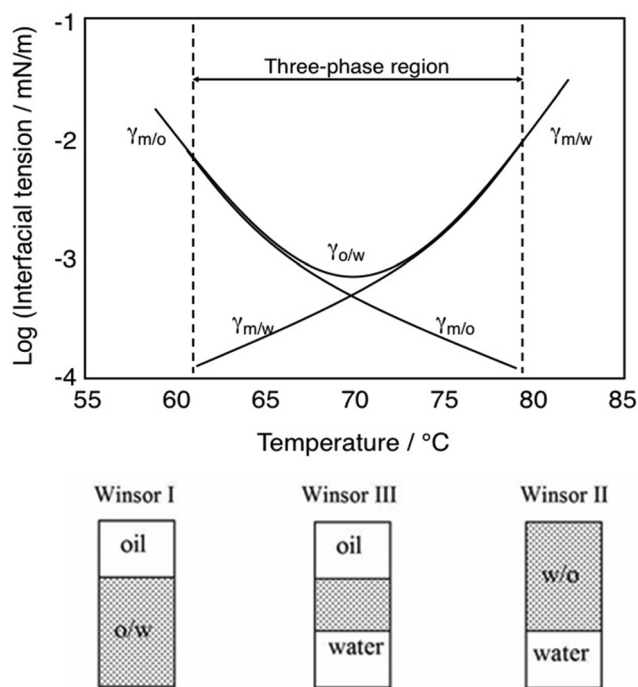 -1
Three-phase region
γm/o
-2
γm/w
Log (Interfacial tension / mN/m)
γo/w
-3
γm/w
γm/o
-4
55 60 65 70 75 80 85
Temperature / °C
Winsor I Winsor III Winsor II
oil oil
w/o
o/w
water water